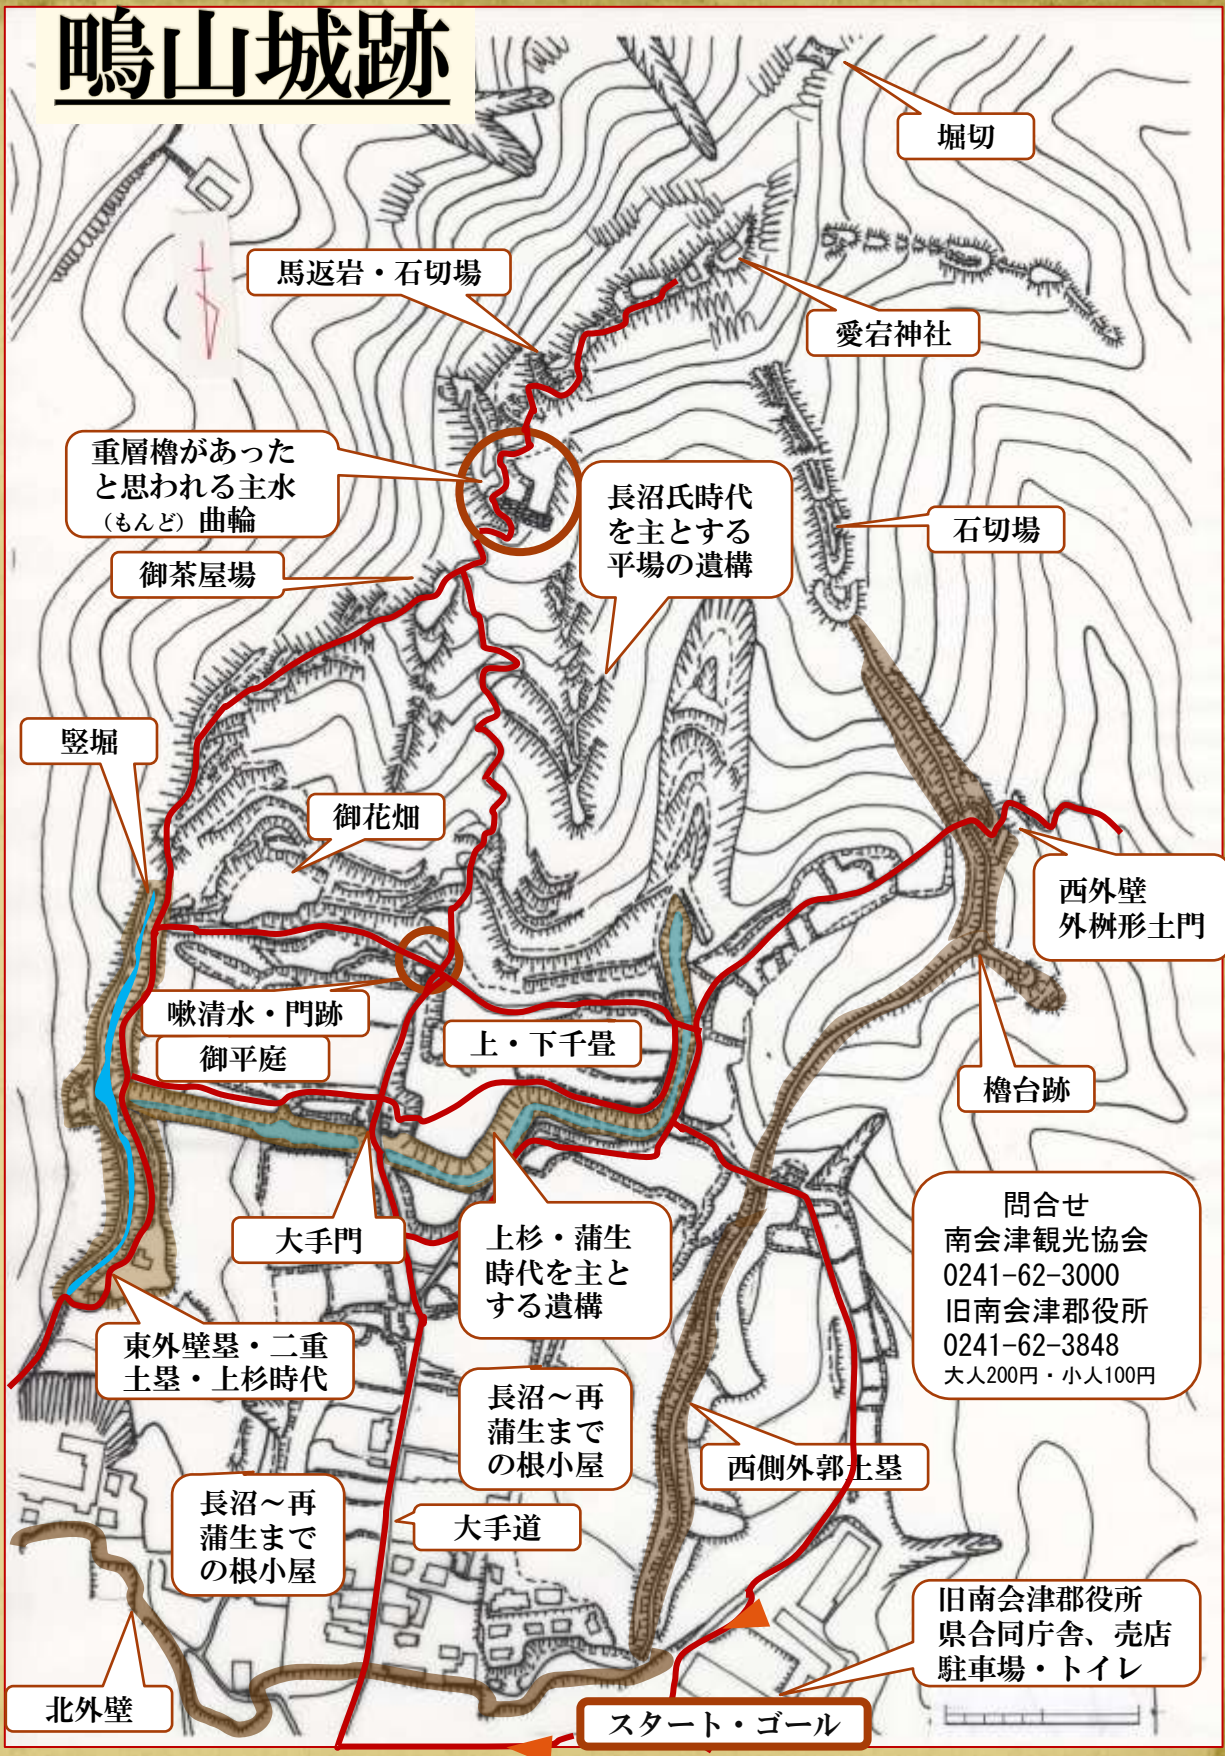 鴫山城跡
堀切
馬返岩・石切場
愛宕神社
重層櫓があった
と思われる主水
（もんど）曲輪
長沼氏時代
を主とする
平場の遺構
石切場
御茶屋場
竪堀
御花畑
西外壁
外桝形土門
嗽清水・門跡
上・下千畳
御平庭
櫓台跡
大手門
上杉・蒲生
時代を主と
する遺構
問合せ
南会津観光協会
0241-62-3000
旧南会津郡役所
0241-62-3848
大人200円・小人100円
東外壁塁・二重
土塁・上杉時代
長沼～再
蒲生まで
の根小屋
西側外郭土塁
長沼～再
蒲生まで
の根小屋
大手道
旧南会津郡役所
県合同庁舎、売店
駐車場・トイレ
北外壁
スタート・ゴール